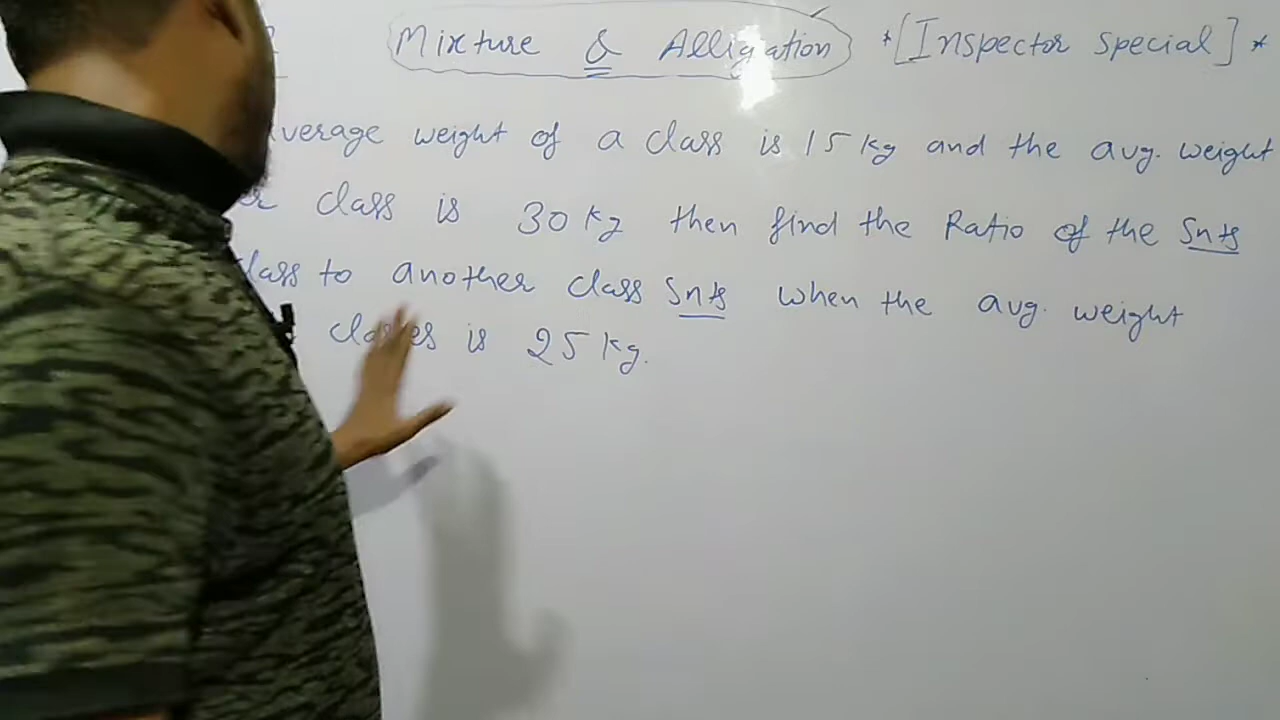 Mixture & Alligation *[Inspector special]*
verage weight of a class is 15 kg and the avg. weight
class is 30 kg then find the Ratio of the Snts
lass to another class Snts when the avg. weight
classes is 25 kg.